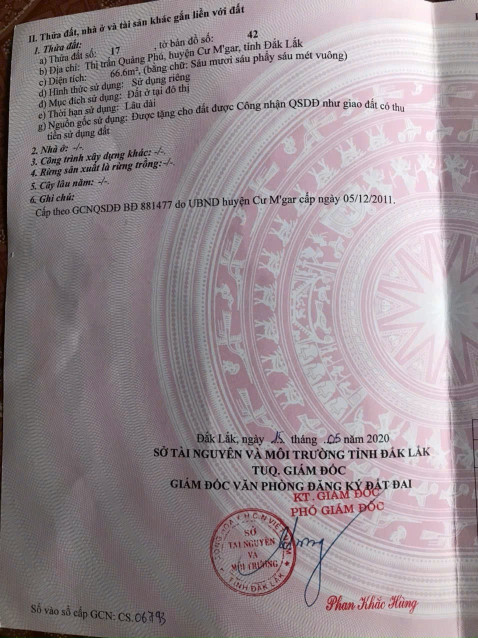 II. Thửa đất, nhà ở và tài sản khác gắn liền với đất
1. Thửa đất:
a) Thửa đất số: 17 , tờ bản đồ số: 42
b) Địa chỉ: Thị trấn Quảng Phú, huyện Cư M'gar, tỉnh Đắk Lắk
c) Diện tích: 66.6m², (bằng chữ: Sáu mươi sáu phẩy sáu mét vuông)
d) Hình thức sử dụng: Sử dụng riêng
đ) Mục đích sử dụng: Đất ở tại đô thị
e) Thời hạn sử dụng: Lâu dài
g) Nguồn gốc sử dụng: Được tặng cho đất được Công nhận QSDĐ như giao đất có thu
tiền sử dụng đất
2. Nhà ở: -/-.
3. Công trình xây dựng khác: -/-.
4. Rừng sản xuất là rừng trồng: -/-.
5. Cây lâu năm: -/-.
6. Ghi chú:
Cấp theo GCNQSDĐ BĐ 881477 do UBND huyện Cư M'gar cấp ngày 05/12/2011.
Đắk Lắk, ngày 15 tháng .05 năm 2020
SỞ TÀI NGUYÊN VÀ MÔI TRƯỜNG TỈNH ĐẮK LẮK
TUQ. GIÁM ĐỐC
GIÁM ĐỐC VĂN PHÒNG ĐĂNG KÝ ĐẤT ĐAI
KT. GIÁM ĐỐC
PHÓ GIÁM ĐỐC
CỘNG HÒA X.H.C.N VIỆT NAM
SỞ
TÀI NGUYÊN
VÀ
MÔI TRƯỜNG
TỈNH ĐẮK LẮK
Phan Khắc Hùng
Số vào sổ cấp GCN: CS.06793